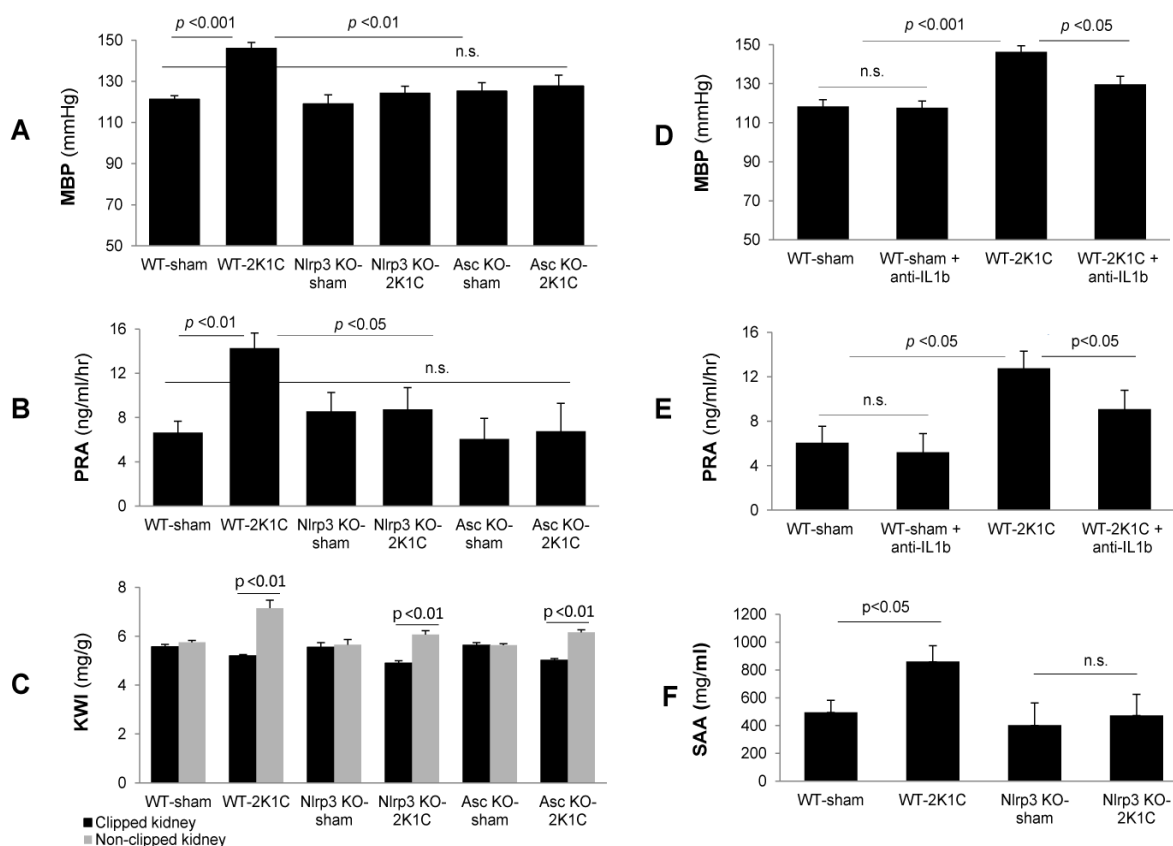 A
MBP (mmHg)
150
130
110
90
70
50
p <0.001
p <0.01
n.s.
WT-sham
WT-2K1C
Nlrp3 KO-
sham
Nlrp3 KO-
2K1C
Asc KO-
sham
Asc KO-
2K1C
B
PRA (ng/ml/hr)
16
12
8
4
0
p <0.01
p <0.05
n.s.
WT-sham
WT-2K1C
Nlrp3 KO-
sham
Nlrp3 KO-
2K1C
Asc KO-
sham
Asc KO-
2K1C
C
KWI (mg/g)
8
6
4
2
0
p <0.01
p <0.01
p <0.01
WT-sham
WT-2K1C
Nlrp3 KO-
sham
Nlrp3 KO-
2K1C
Asc KO-
sham
Asc KO-
2K1C
Clipped kidney
Non-clipped kidney
D
MBP (mmHg)
150
130
110
90
70
50
p <0.001
p <0.05
n.s.
WT-sham
WT-sham +
anti-IL1b
WT-2K1C
WT-2K1C +
anti-IL1b
E
PRA (ng/ml/hr)
16
12
8
4
0
p <0.05
p<0.05
n.s.
WT-sham
WT-sham +
anti-IL1b
WT-2K1C
WT-2K1C +
anti-IL1b
F
SAA (mg/ml)
1200
1000
800
600
400
200
0
p<0.05
n.s.
WT-sham
WT-2K1C
Nlrp3 KO-
sham
Nlrp3 KO-
2K1C